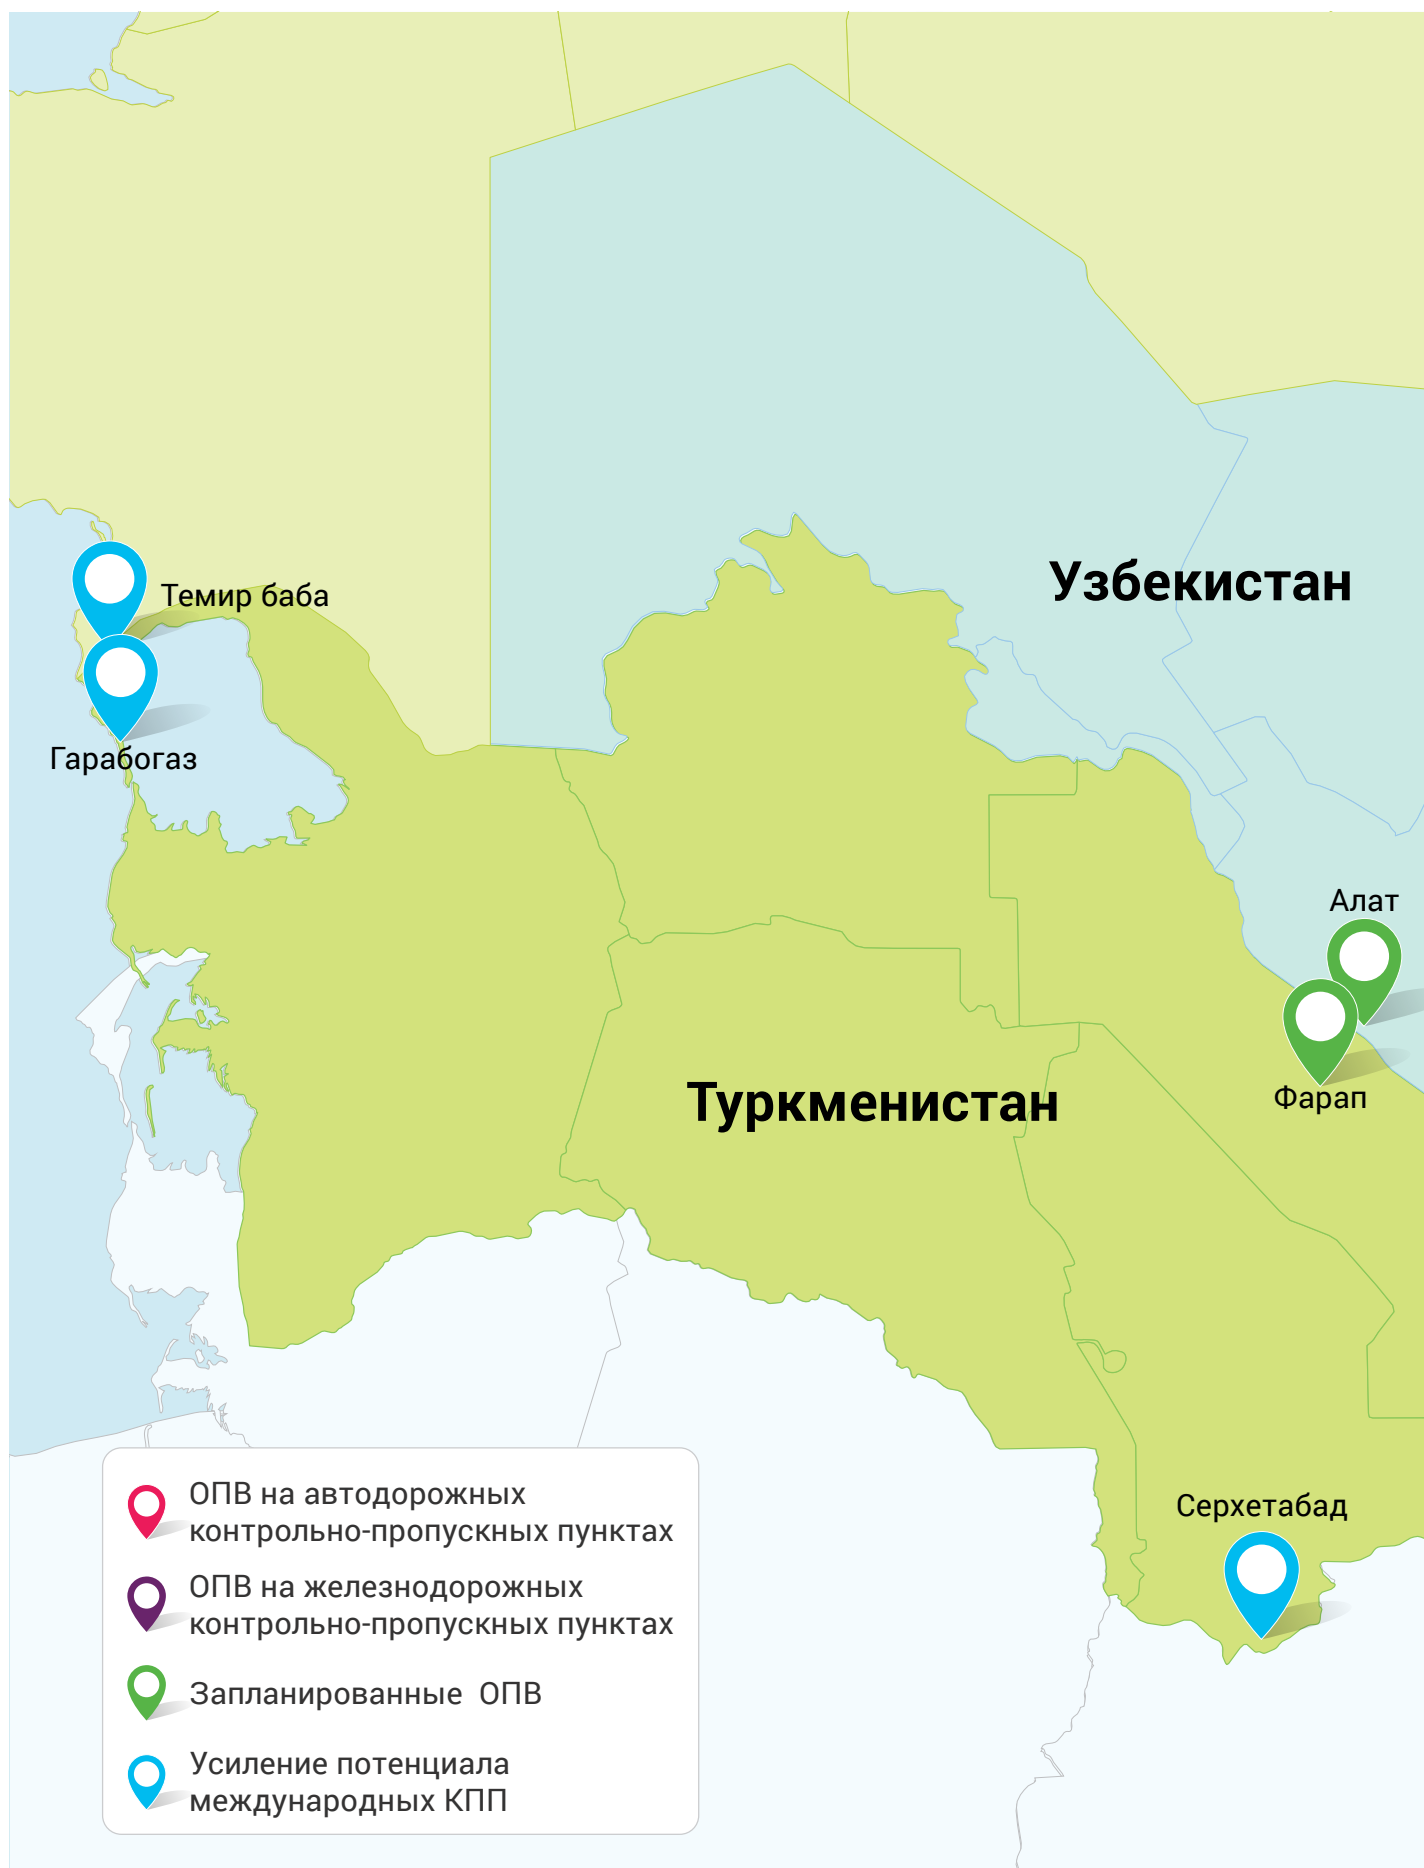 Узбекистан
Темир баба
Гарабогаз
Алат
Фарап
Туркменистан
Серхетабад
ОПВ на автодорожных
контрольно-пропускных пунктах
ОПВ на железнодорожных
контрольно-пропускных пунктах
Запланированные ОПВ
Усиление потенциала
международных КПП